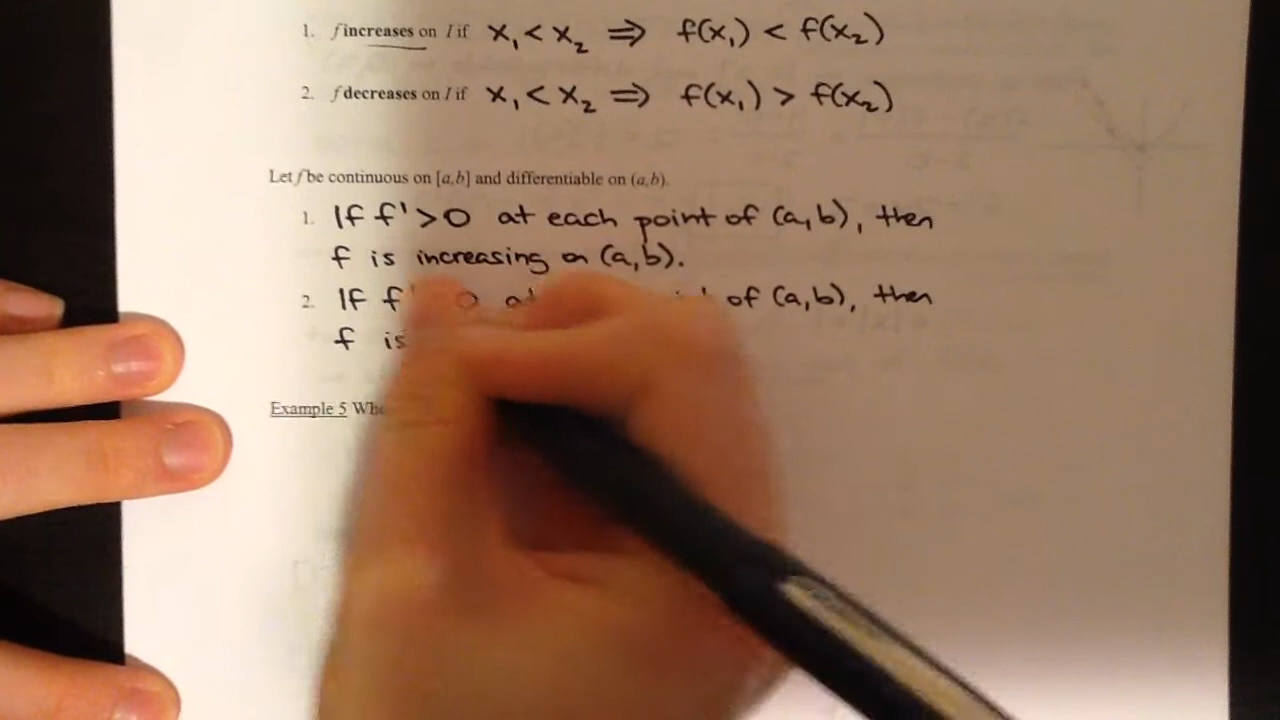 1. f increases on I if x₁ < x₂ ⇒ f(x₁) < f(x₂)
2. f decreases on I if x₁ < x₂ ⇒ f(x₁) > f(x₂)
Let f be continuous on [a,b] and differentiable on (a,b).
1. If f' > 0 at each point of (a,b), then
f is increasing on (a,b).
2. If f' 0 of (a,b), then
f is
Example 5